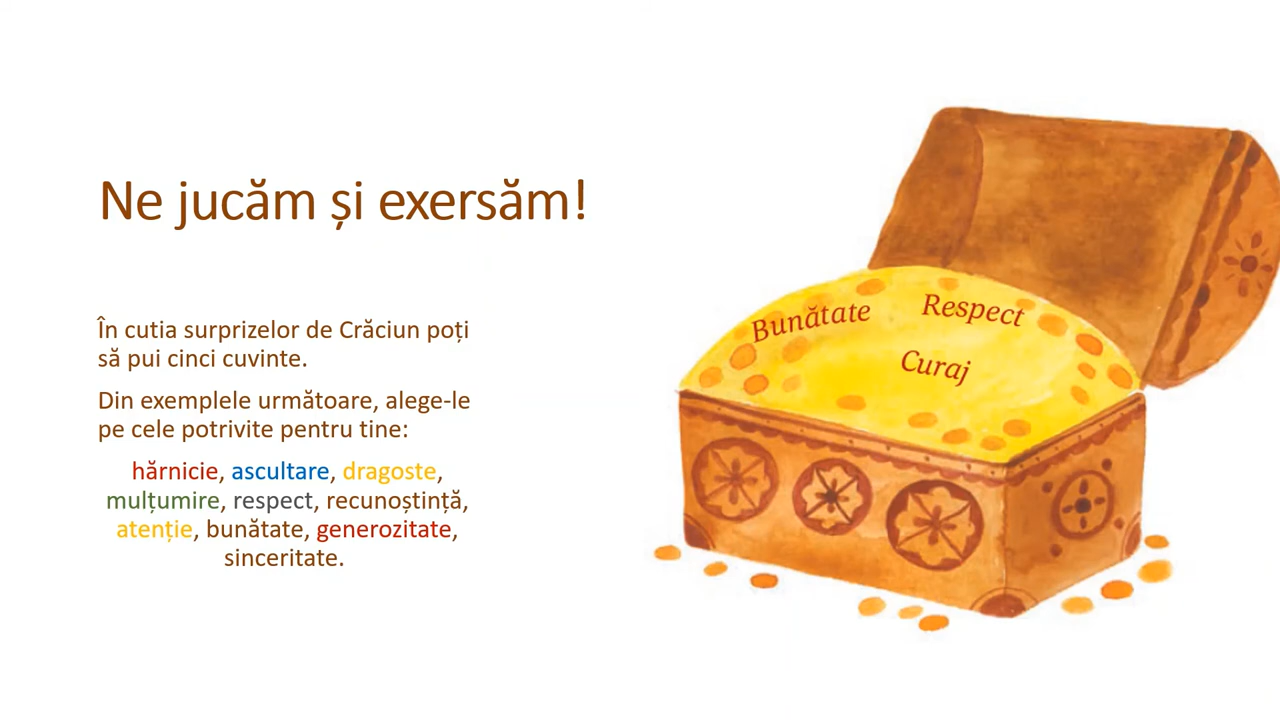 Ne jucăm și exersăm!
În cutia surprizelor de Crăciun poți
să pui cinci cuvinte.
Din exemplele următoare, alege-le
pe cele potrivite pentru tine:
hărnicie, ascultare, dragoste,
mulțumire, respect, recunoștință,
atenție, bunătate, generozitate,
sinceritate.
Bunătate
Respect
Curaj